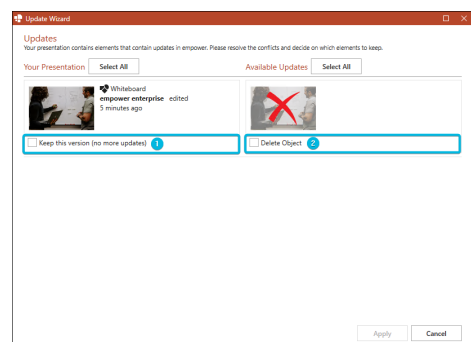 Update Wizard
Updates
Your presentation contains elements that contain updates in empower. Please resolve the conflicts and decide on which elements to keep.
Your Presentation Select All Available Updates Select All
Whiteboard
empower enterprise edited
5 minutes ago
Keep this version (no more updates) 1 Delete Object 2
Apply Cancel